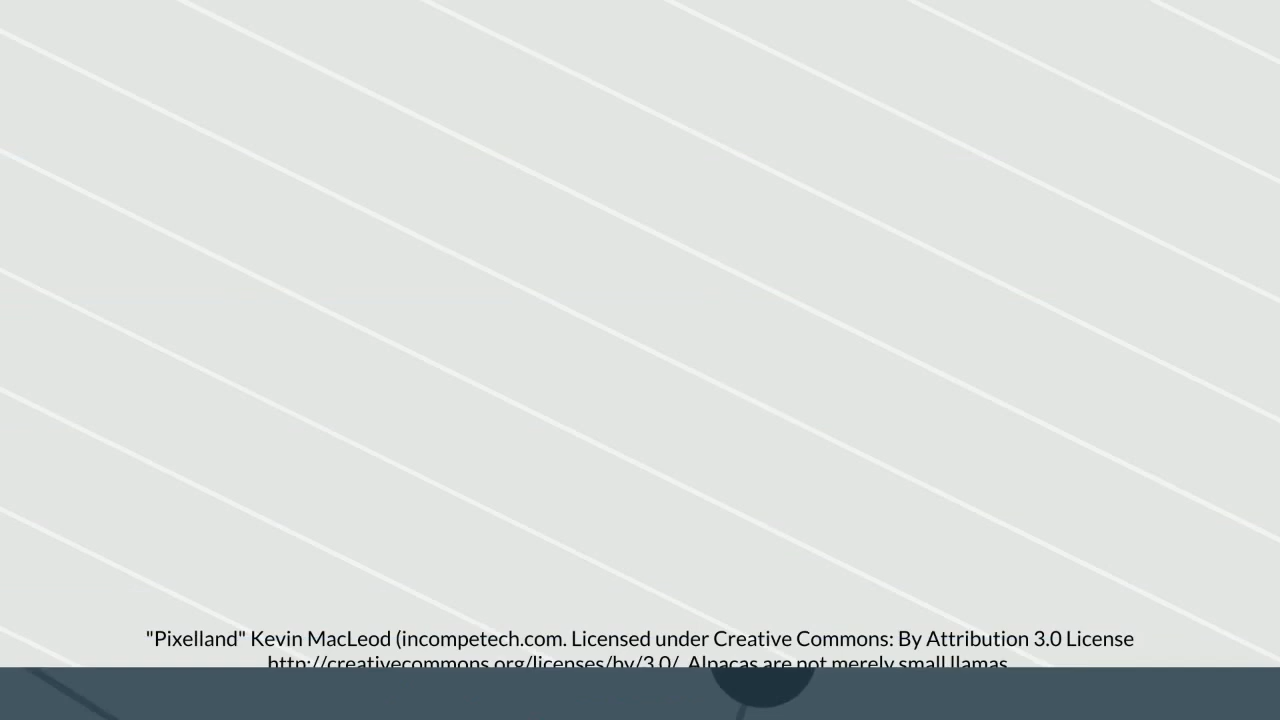 "Pixelland" Kevin MacLeod (incompetech.com. Licensed under Creative Commons: By Attribution 3.0 License
http://creativecommons.org/licenses/by/3.0/ Alpacas are not merely small llamas